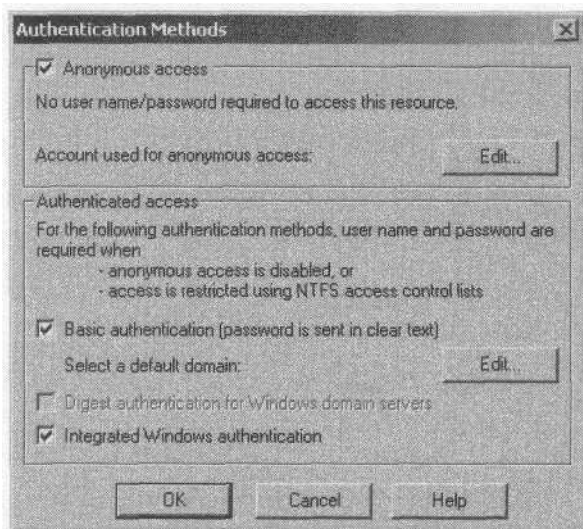 Authentication Methods
Anonymous access
No user name/password required to access this resource.
Account used for anonymous access:
Edit...
Authenticated access
For the following authentication methods, user name and password are
required when
- anonymous access is disabled, or
- access is restricted using NTFS access control lists
Basic authentication (password is sent in clear text)
Select a default domain:
Edit...
Digest authentication for Windows domain servers
Integrated Windows authentication
OK
Cancel
Help